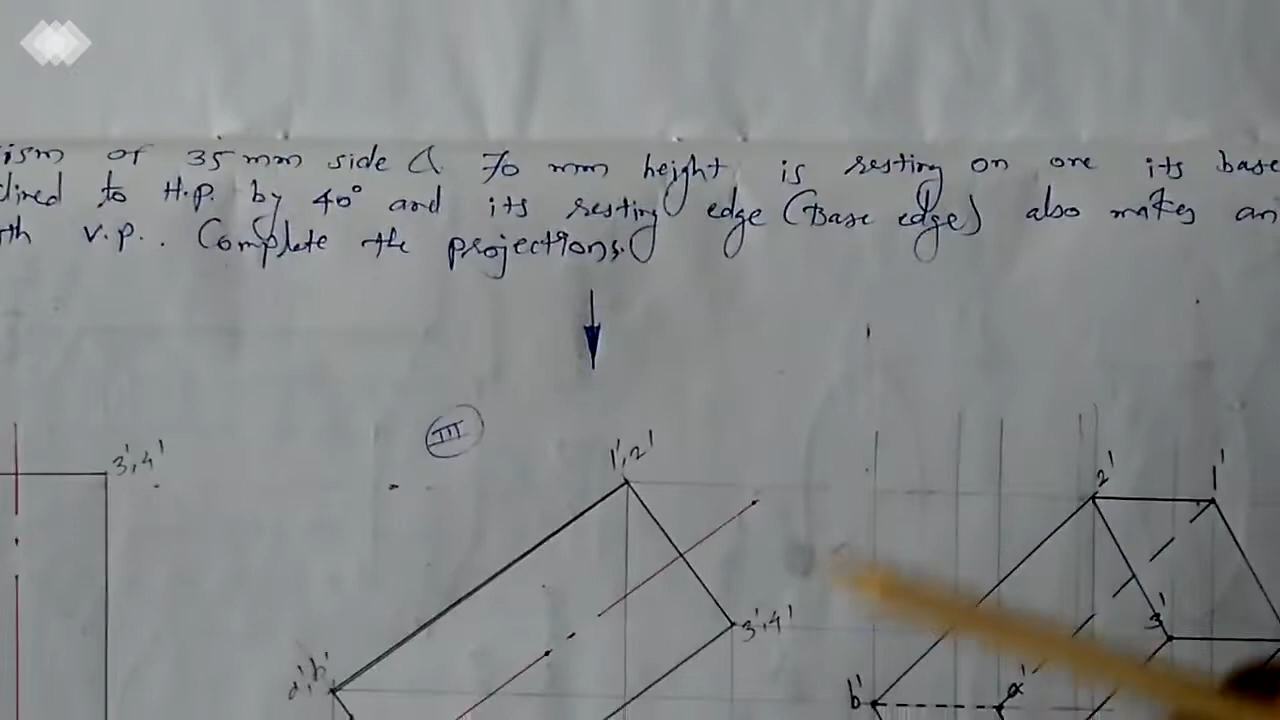 ism of 35 mm side & 70 mm height is resting on one its base
clined to H.P. by 40° and its resting edge (Base edge) also makes an
th V.P.. Complete the projections.
III
3',4'
1',2'
2'
1'
3',4'
3'
a',b'
b'
a'